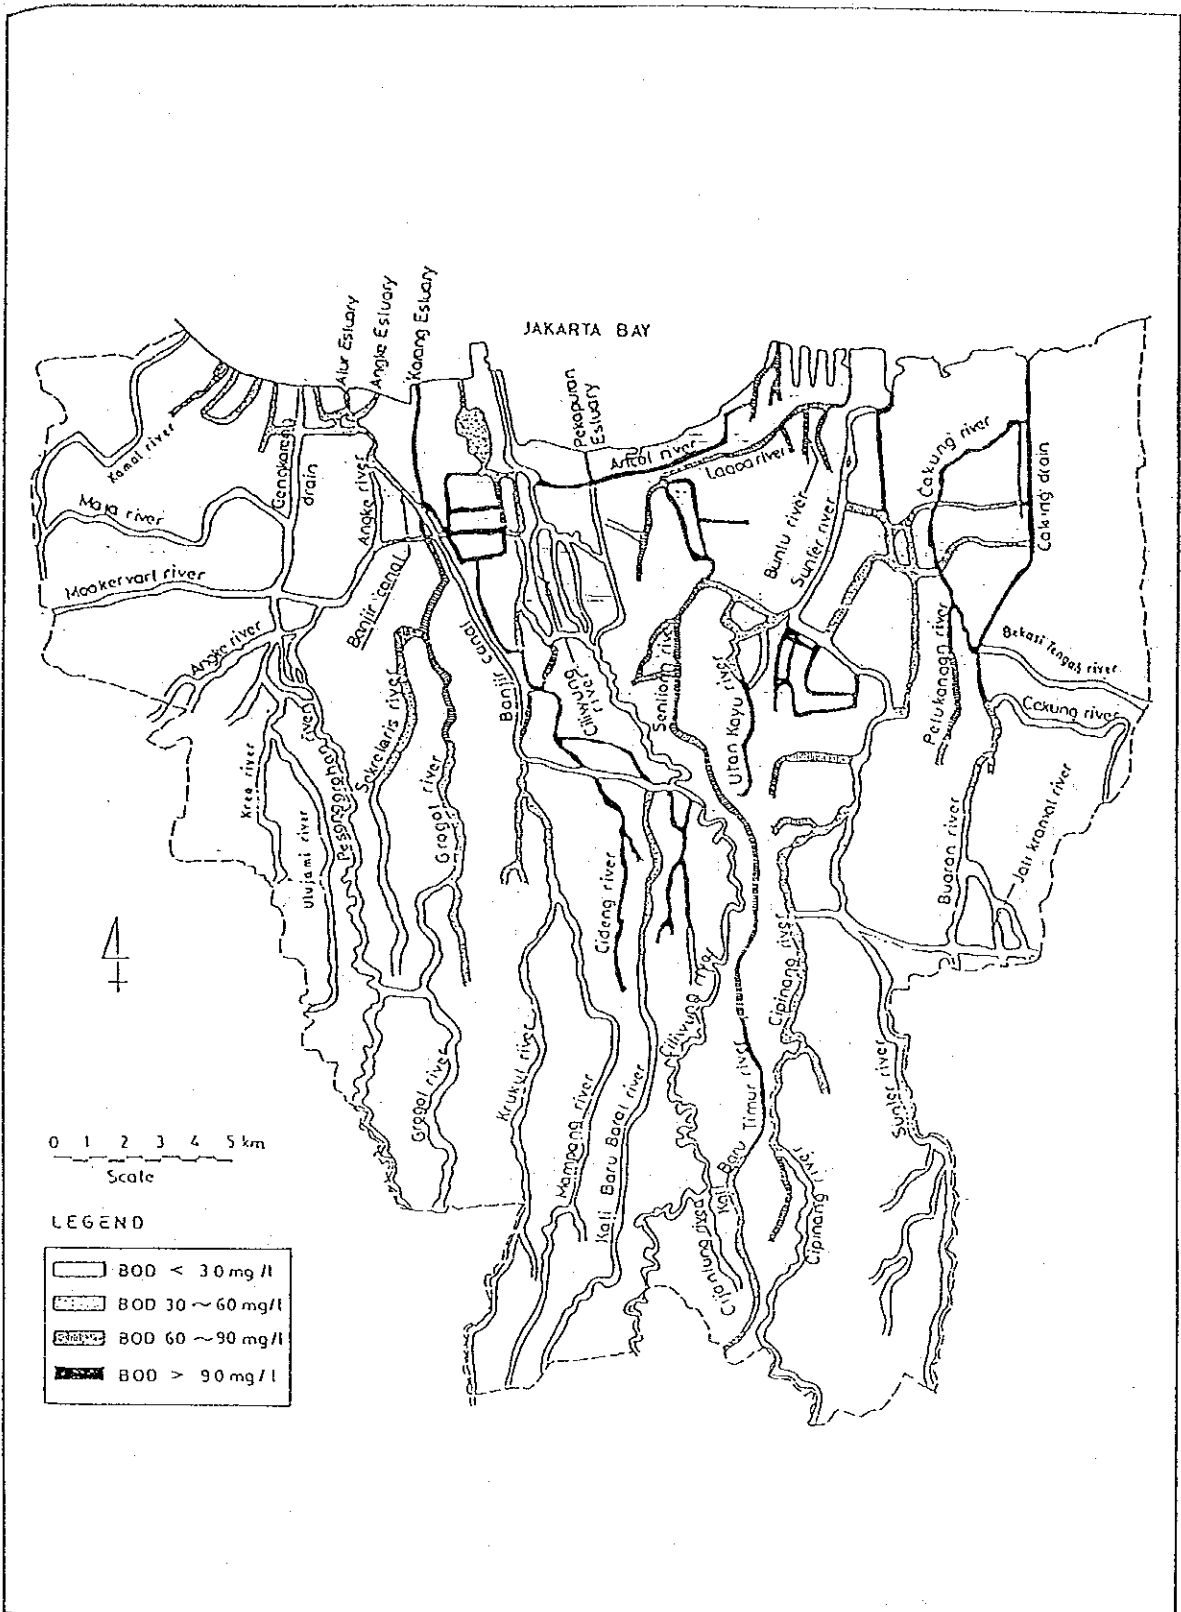 JAKARTA BAY
Alur Estuary
Angke Estuary
Karang Estuary
Pekapuran
Estuary
Kamal river
Cengkareng
drain
Maja river
Mookervart river
Angke river
Angke river
Banjir canal
Banjir canal
Ancol river
Lagoa river
Buntu river
Sunter river
Cakung river
Cakung drain
Bekasi Tengah river
Cakung river
Petukangan river
Krea river
Ulujami river
Pesanggrahan river
Sekretaris river
Grogol river
Ciliwung
river
Sentiong river
Utan Kayu river
Buaran river
Jati kramat river
Cideng river
Ciliwung river
Cipinang river
Grogol river
Krukut river
Mampang river
Kali Baru Barat river
Kali Baru Timur river
Cijantung river
Cipinang river
Sunter river
0 1 2 3 4 5 km
Scale
LEGEND
BOD < 30 mg/l
BOD 30 ~ 60 mg/l
BOD 60 ~ 90 mg/l
BOD > 90 mg/l